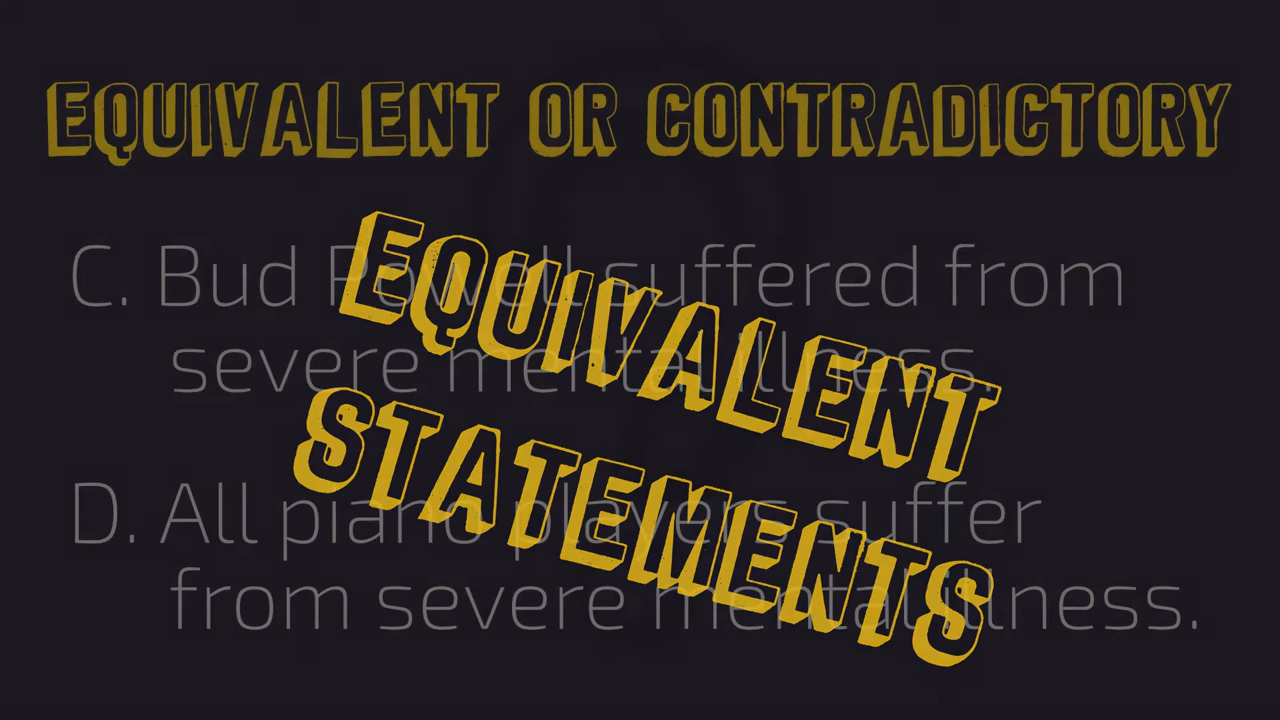 EQUIVALENT OR CONTRADICTORY
C. Bud Powell suffered from
severe mental illness.
D. All piano players suffer
from severe mental illness.
EQUIVALENT
STATEMENTS